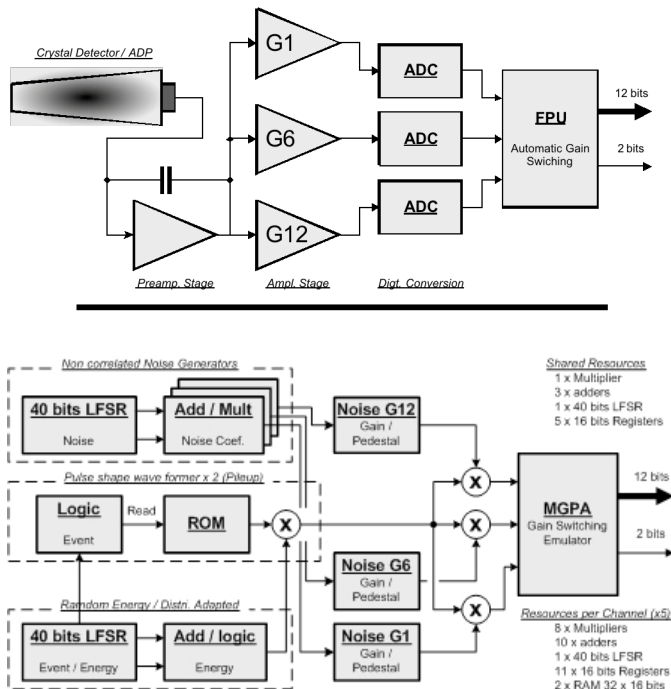 Crystal Detector / ADP
G1
ADC
G6
ADC
G12
ADC
FPU
Automatic Gain
Swiching
12 bits
2 bits
Preamp. Stage
Ampl. Stage
Digt. Conversion
Non correlated Noise Generators
40 bits LFSR
Noise
Add / Mult
Noise Coef.
Noise G12
Gain /
Pedestal
Shared Resources
1 x Multiplier
3 x adders
1 x 40 bits LFSR
5 x 16 bits Registers
Pulse shape wave former x 2 (Pileup)
Logic
Event
Read
ROM
X
X
X
X
MGPA
Gain Switching
Emulator
12 bits
2 bits
Noise G6
Gain /
Pedestal
Ramdom Energy / Distri. Adapted
40 bits LFSR
Event / Energy
Add / logic
Energy
Noise G1
Gain /
Pedestal
Resources per Channel (x5)
8 x Multipliers
10 x adders
1 x 40 bits LFSR
11 x 16 bits Registers
2 x RAM 32 x 16 bits